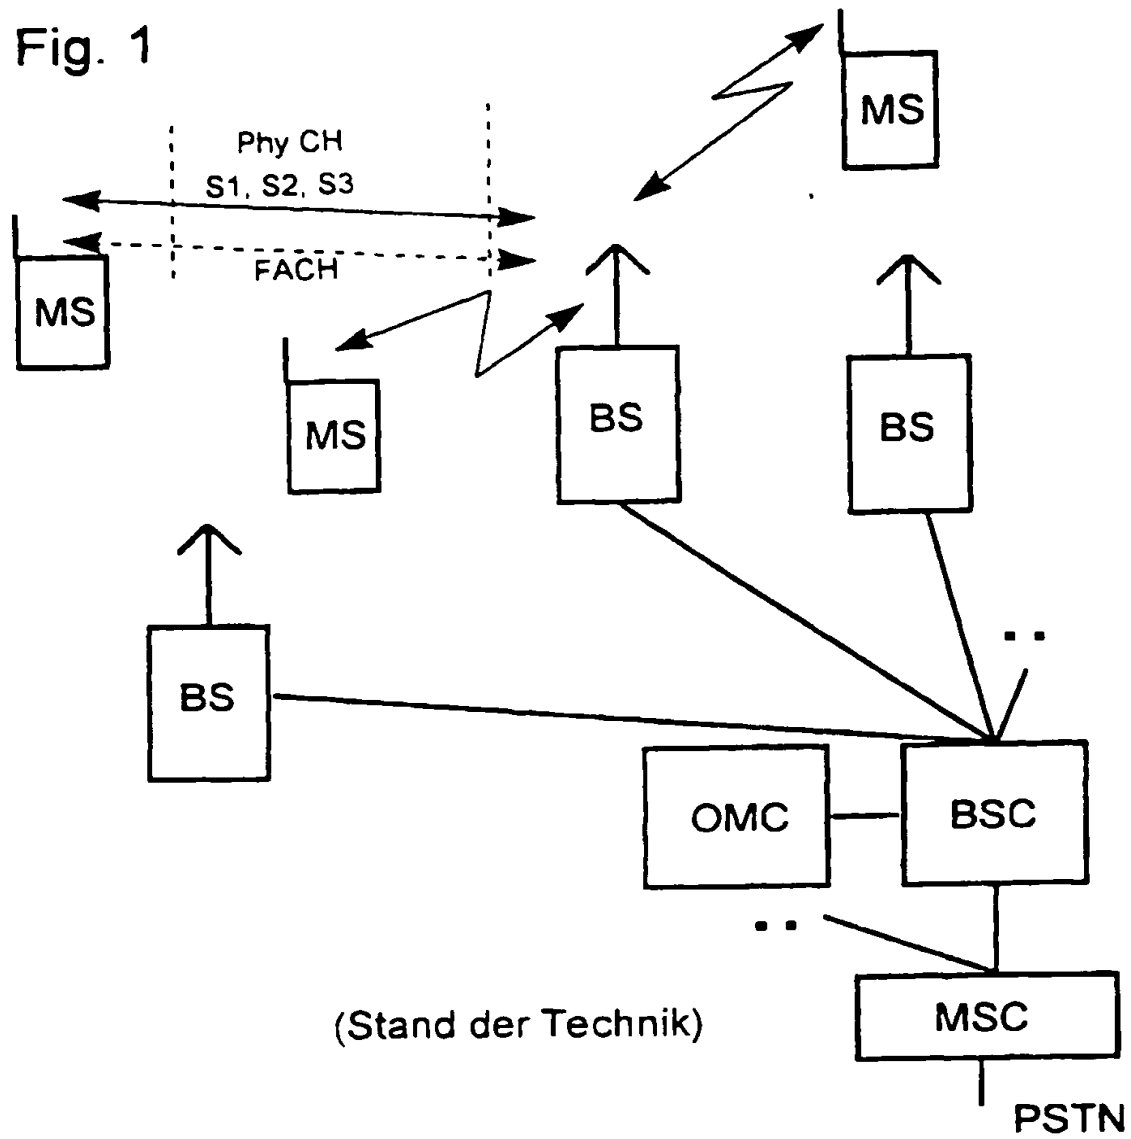 Fig. 1
MS
Phy CH
S1, S2, S3
FACH
MS
MS
BS
BS
BS
OMC
BSC
(Stand der Technik)
MSC
PSTN